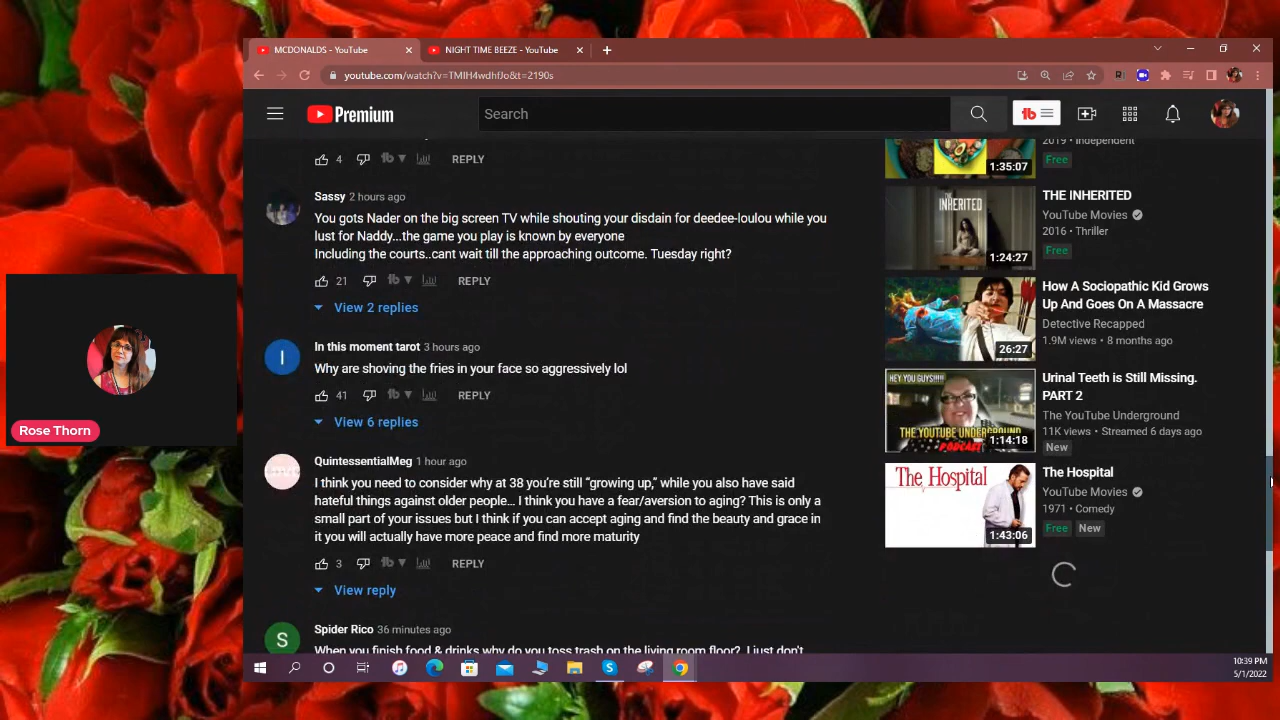 MCDONALDS - YouTube
NIGHT TIME BEEZE - YouTube
youtube.com/watch?v=TMIH4wdhfJo&t=2190s
Premium
Search
4
REPLY
Sassy 2 hours ago
You gots Nader on the big screen TV while shouting your disdain for deedee-loulou while you
lust for Naddy...the game you play is known by everyone
Including the courts..cant wait till the approaching outcome. Tuesday right?
21
REPLY
View 2 replies
In this moment tarot 3 hours ago
Why are shoving the fries in your face so aggressively lol
41
REPLY
View 6 replies
QuintessentialMeg 1 hour ago
I think you need to consider why at 38 you're still “growing up,” while you also have said
hateful things against older people... I think you have a fear/aversion to aging? This is only a
small part of your issues but I think if you can accept aging and find the beauty and grace in
it you will actually have more peace and find more maturity
3
REPLY
View reply
Spider Rico 36 minutes ago
When you finish food & drinks why do you toss trash on the living room floor? I just don't
2019 • Independent
Free
1:35:07
THE INHERITED
YouTube Movies
2016 • Thriller
Free
INHERITED
1:24:27
How A Sociopathic Kid Grows
Up And Goes On A Massacre
Detective Recapped
1.9M views • 8 months ago
26:27
Urinal Teeth is Still Missing.
PART 2
The YouTube Underground
11K views • Streamed 6 days ago
New
HEY YOU GUYS!!!!!
THE YOUTUBE UNDERGROUND
PODCAST
1:14:18
The Hospital
YouTube Movies
1971 • Comedy
Free New
The Hospital
1:43:06
Rose Thorn
10:39 PM
5/1/2022